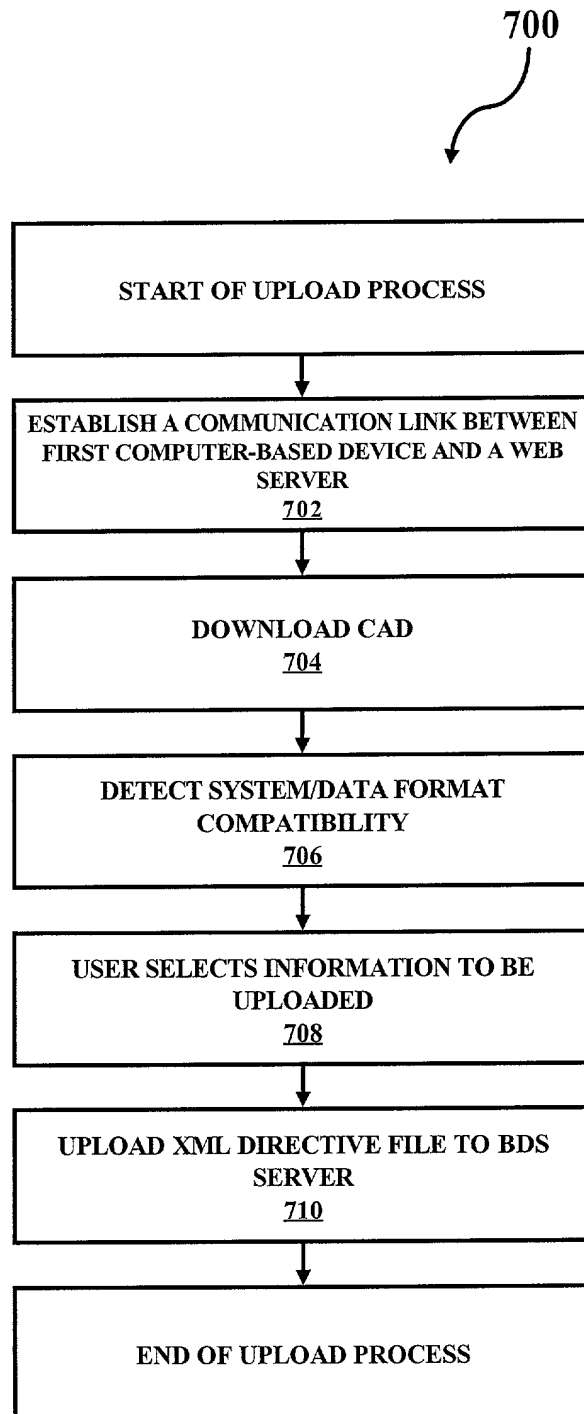 700
START OF UPLOAD PROCESS
ESTABLISH A COMMUNICATION LINK BETWEEN
FIRST COMPUTER-BASED DEVICE AND A WEB
SERVER
702
DOWNLOAD CAD
704
DETECT SYSTEM/DATA FORMAT
COMPATIBILITY
706
USER SELECTS INFORMATION TO BE
UPLOADED
708
UPLOAD XML DIRECTIVE FILE TO BDS
SERVER
710
END OF UPLOAD PROCESS